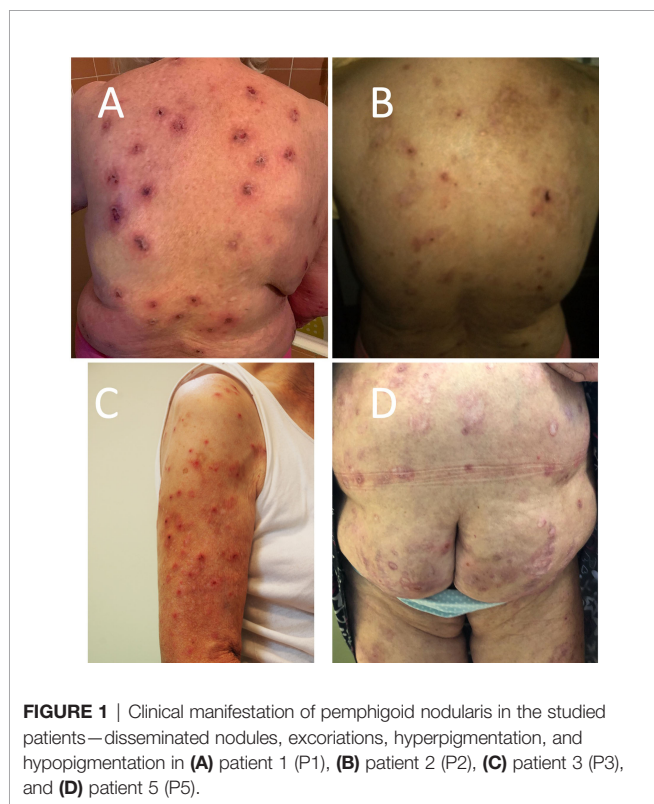 A
B
C
D
FIGURE 1 | Clinical manifestation of pemphigoid nodularis in the studied
patients—disseminated nodules, excoriations, hyperpigmentation, and
hypopigmentation in (A) patient 1 (P1), (B) patient 2 (P2), (C) patient 3 (P3),
and (D) patient 5 (P5).